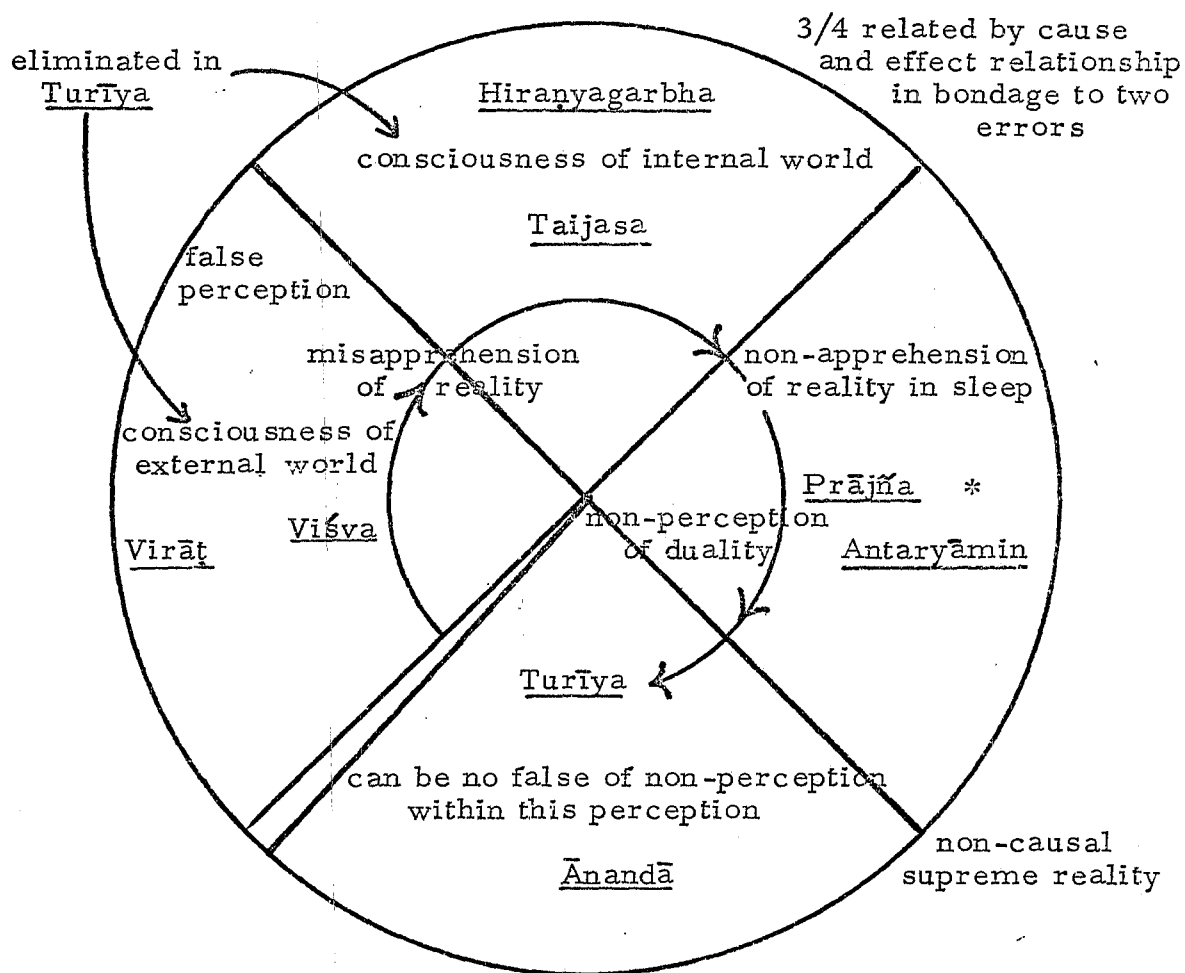 3/4 related by cause
and effect relationship
in bondage to two
errors
eliminated in
Turīya
Hiraṇyagarbha
consciousness of internal world
Taijasa
false
perception
misapprehension
of reality
non-apprehension
of reality in sleep
consciousness of
external world
Viśva
Virāṭ
Prājña *
Antaryāmin
non-perception
of duality
Turīya
can be no false of non-perception
within this perception
Ānandā
non-causal
supreme reality